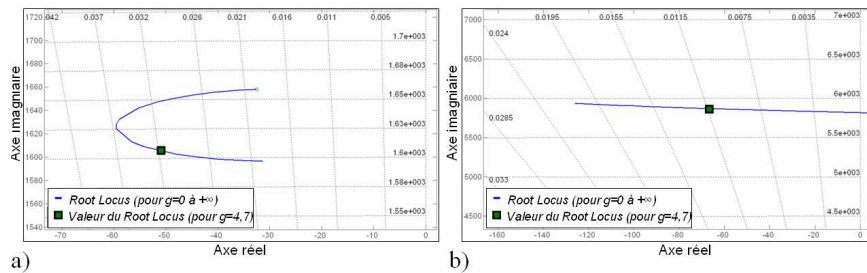 .042 0.037 0.032 0.026 0.021 0.016 0.011 0.005
1720
1700
1680
1660
1640
1620
1600
1580
1560
1540
1.7e+003
1.68e+003
1.65e+003
1.63e+003
1.6e+003
1.58e+003
1.55e+003
Axe imagniaire
Root Locus (pour g=0 à +∞)
Valeur du Root Locus (pour g=4,7)
-70 -60 -50 -40 -30 -20 -10 0
Axe réel
a)
0.0195 0.0155 0.0115 0.0075 0.0035
7000
6500
6000
5500
5000
4500
0.024
0.0285
0.033
7e+003
6.5e+003
6e+003
5.5e+003
5e+003
4.5e+003
Axe imagniaire
Root Locus (pour g=0 à +∞)
Valeur du Root Locus (pour g=4,7)
-160 -140 -120 -100 -80 -60 -40 -20 0
Axe réel
b)